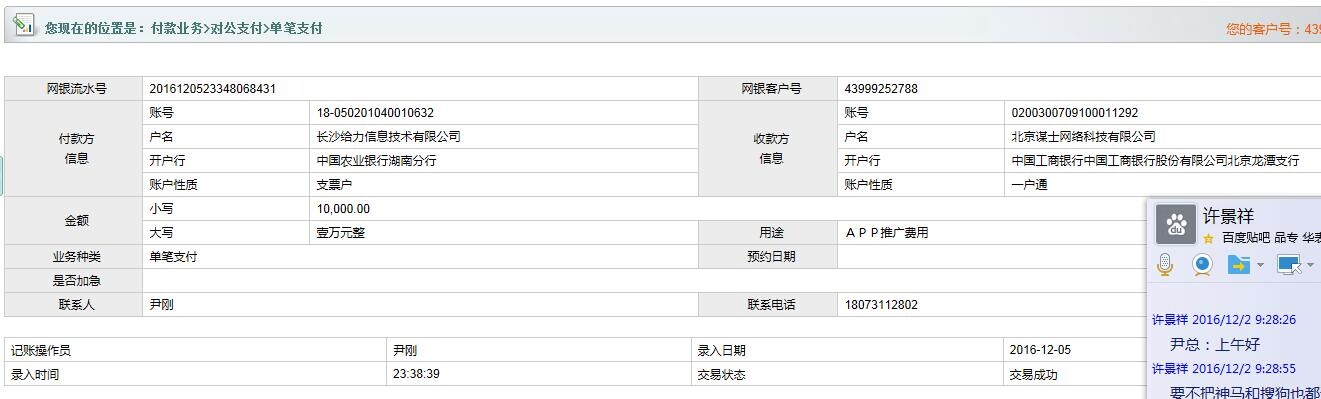 您现在的位置是：付款业务>对公支付>单笔支付
您的客户号：439
网银流水号 2016120523348068431 网银客户号 43999252788
付款方信息 账号 18-050201040010632 收款方信息 账号 0200300709100011292
户名 长沙给力信息技术有限公司 户名 北京谋士网络科技有限公司
开户行 中国农业银行湖南分行 开户行 中国工商银行中国工商银行股份有限公司北京龙潭支行
账户性质 支票户 账户性质 一户通
金额 小写 10,000.00
大写 壹万元整 用途 ＡＰＰ推广费用
业务种类 单笔支付 预约日期
是否加急
联系人 尹刚 联系电话 18073112802
记账操作员 尹刚 录入日期 2016-12-05
录入时间 23:38:39 交易状态 交易成功
许景祥
百度贴吧 品专 华表
许景祥 2016/12/2 9:28:26
尹总：上午好
许景祥 2016/12/2 9:28:55
要不把神马和搜狗也都